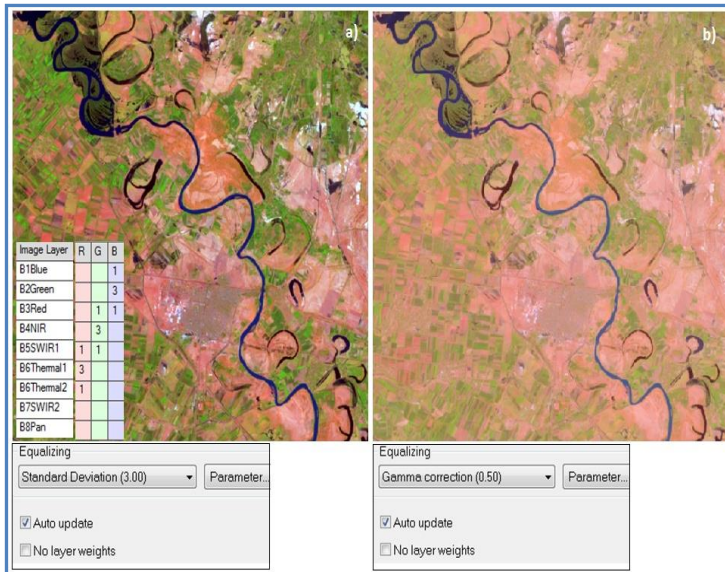 a)
b)
Image Layer R G B
B1Blue 1
B2Green 3
B3Red 1 1
B4NIR 3
B5SWIR1 1 1
B6Themal1 3
B6Themal2 1
B7SWIR2
B8Pan
Equalizing
Standard Deviation (3.00) Parameter...
Auto update
No layer weights
Equalizing
Gamma correction (0.50) Parameter...
Auto update
No layer weights